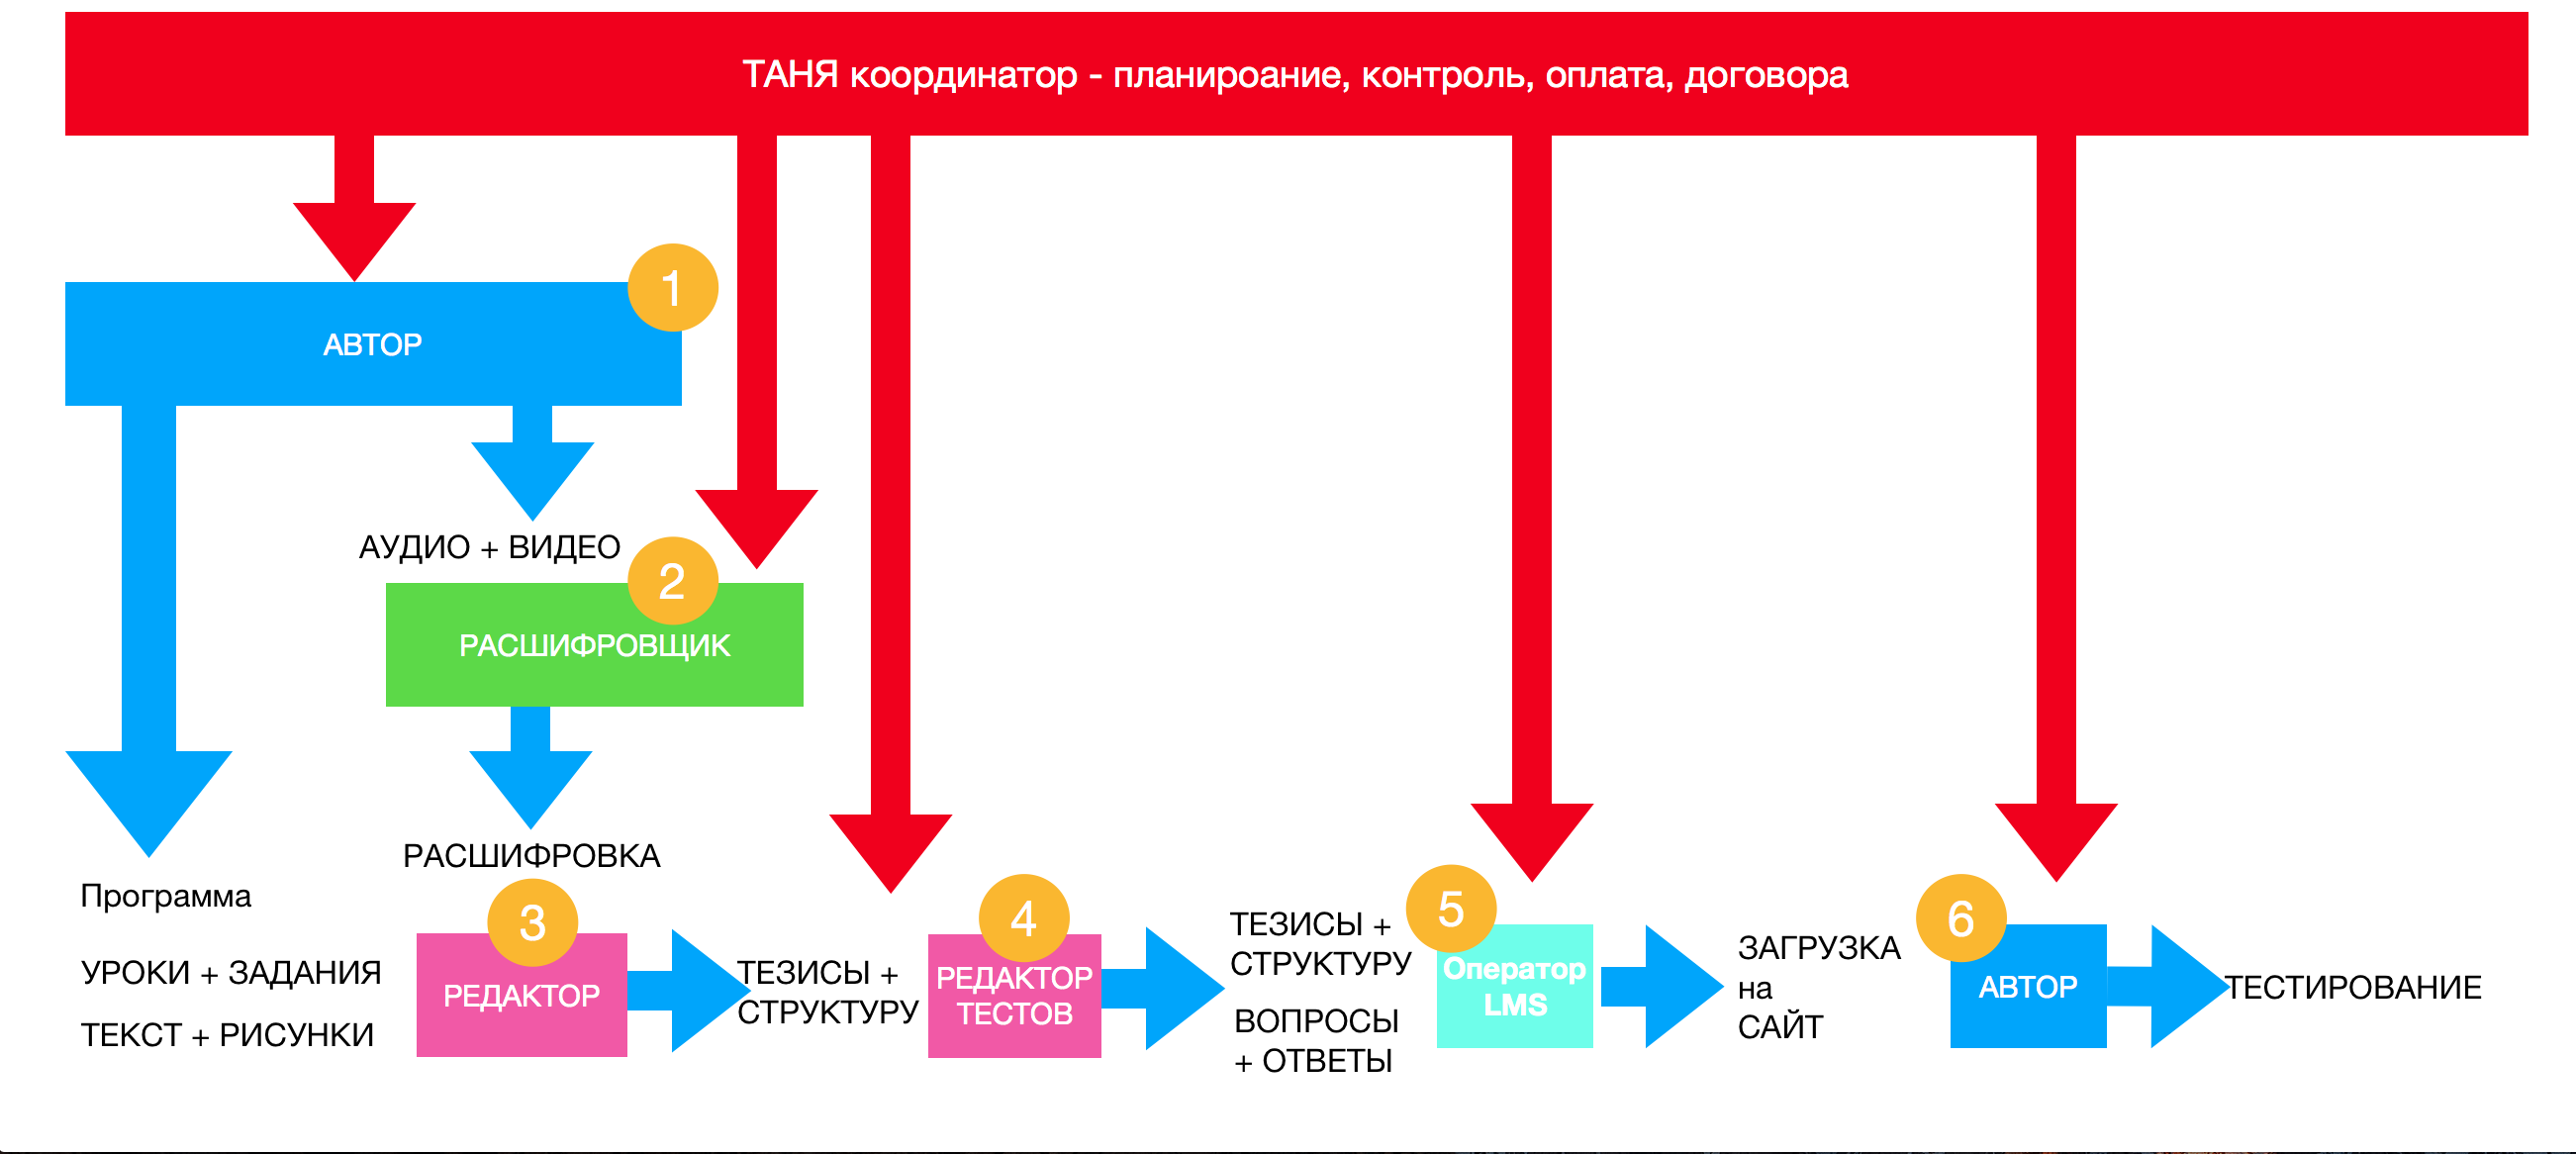 ТАНЯ координатор - планироание, контроль, оплата, договора
1
АВТОР
АУДИО + ВИДЕО
2
РАСШИФРОВЩИК
РАСШИФРОВКА
Программа
УРОКИ + ЗАДАНИЯ
ТЕКСТ + РИСУНКИ
3
РЕДАКТОР
ТЕЗИСЫ +
СТРУКТУРУ
4
РЕДАКТОР
ТЕСТОВ
ТЕЗИСЫ +
СТРУКТУРУ
ВОПРОСЫ
+ ОТВЕТЫ
5
Оператор
LMS
ЗАГРУЗКА
на
САЙТ
6
АВТОР
ТЕСТИРОВАНИЕ